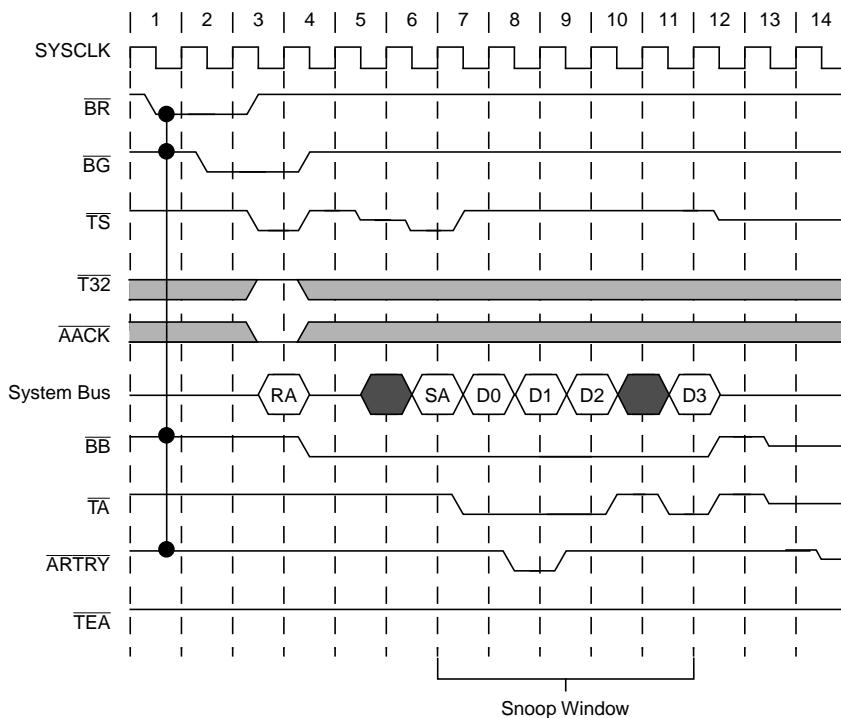 1 2 3 4 5 6 7 8 9 10 11 12 13 14
SYSCLK
BR
BG
TS
T32
AACK
System Bus RA SA D0 D1 D2 D3
BB
TA
ARTRY
TEA
Snoop Window